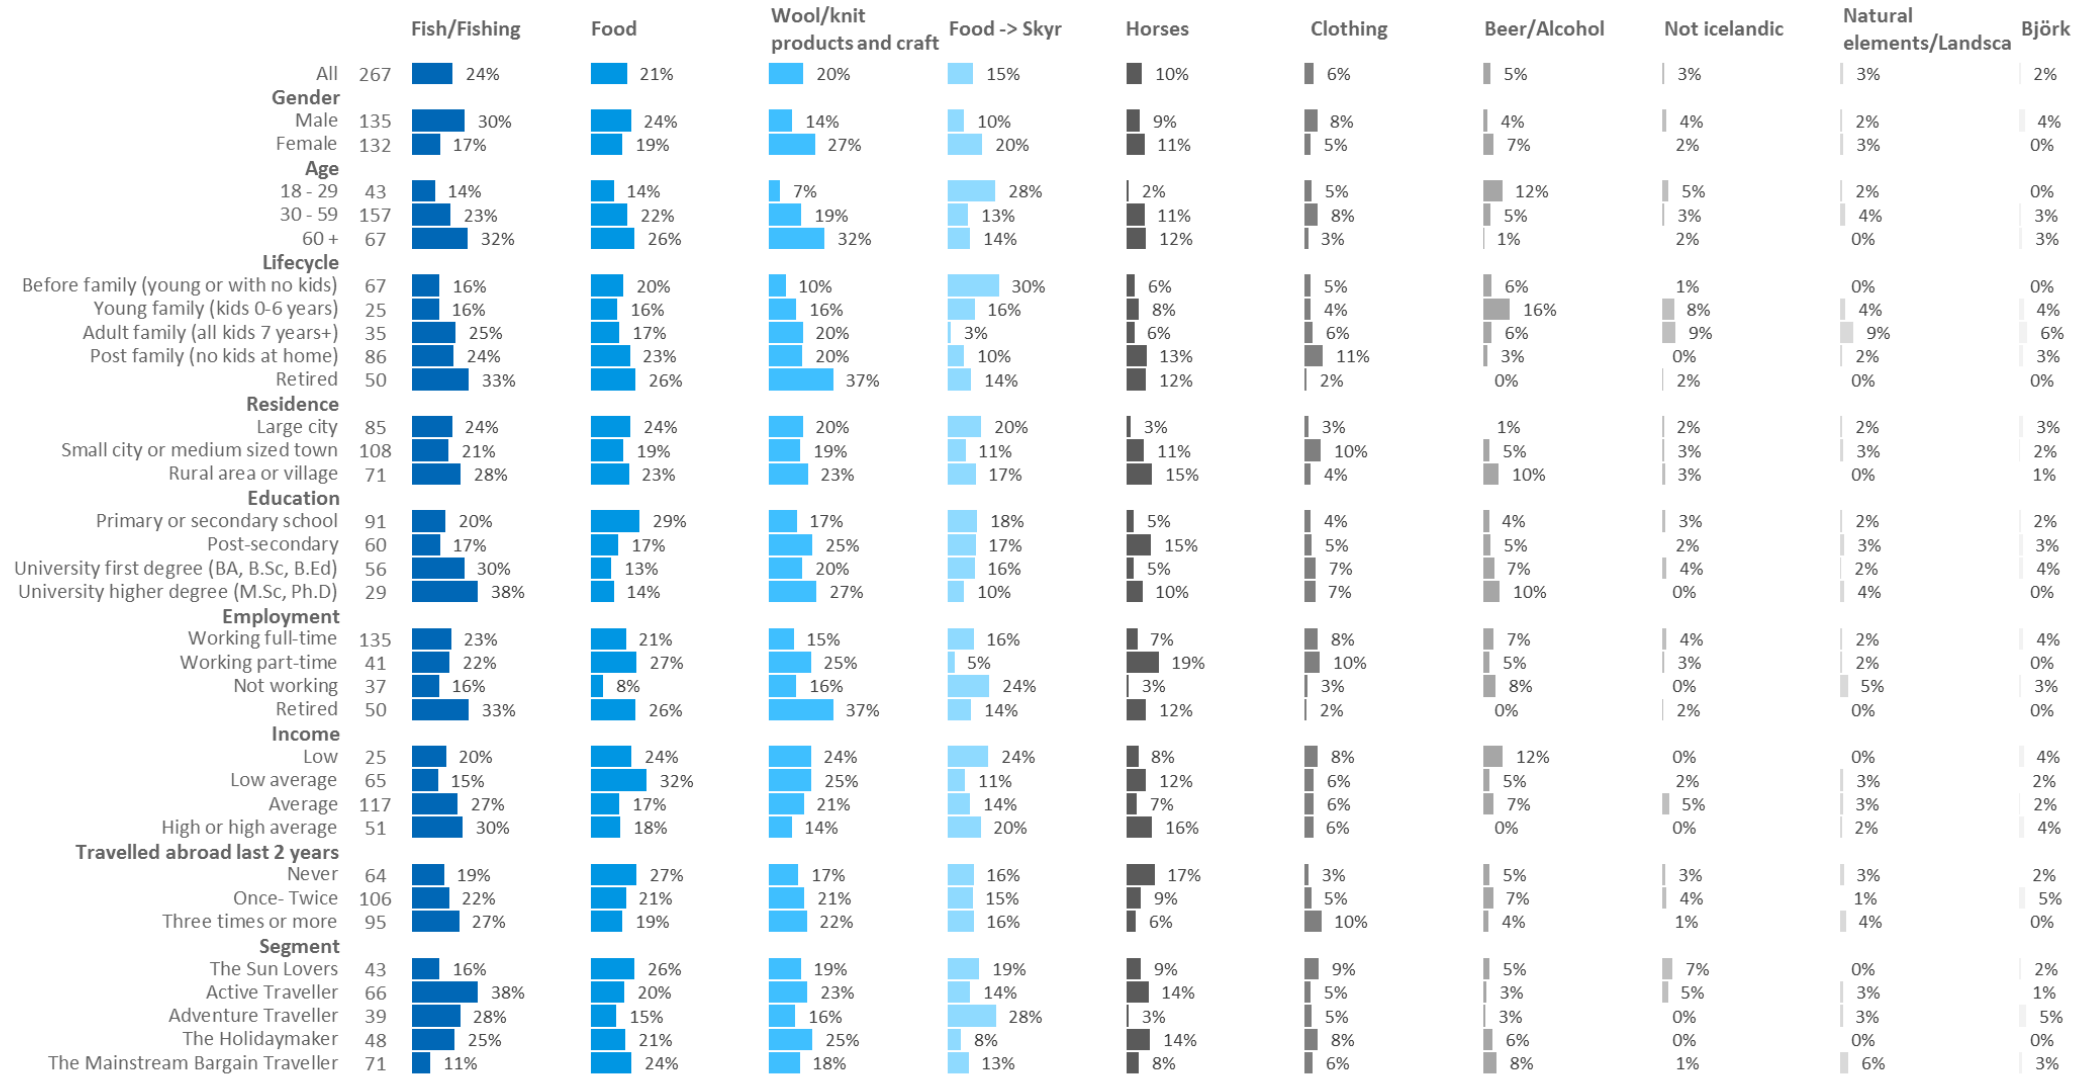 Fish/Fishing Food Wool/knit products and craft Food -> Skyr Horses Clothing Beer/Alcohol Not icelandic Natural elements/Landsca Björk
All 267 24% 21% 20% 15% 10% 6% 5% 3% 3% 2%
Gender
Male 135 30% 24% 14% 10% 9% 8% 4% 4% 2% 4%
Female 132 17% 19% 27% 20% 11% 5% 7% 2% 3% 0%
Age
18 - 29 43 14% 14% 7% 28% 2% 5% 12% 5% 2% 0%
30 - 59 157 23% 22% 19% 13% 11% 8% 5% 3% 4% 3%
60 + 67 32% 26% 32% 14% 12% 3% 1% 2% 0% 3%
Lifecycle
Before family (young or with no kids) 67 16% 20% 10% 30% 6% 5% 6% 1% 0% 0%
Young family (kids 0-6 years) 25 16% 16% 16% 16% 8% 4% 16% 8% 4% 4%
Adult family (all kids 7 years+) 35 25% 17% 20% 3% 6% 6% 6% 9% 9% 6%
Post family (no kids at home) 86 24% 23% 20% 10% 13% 11% 3% 0% 2% 3%
Retired 50 33% 26% 37% 14% 12% 2% 0% 2% 0% 0%
Residence
Large city 85 24% 24% 20% 20% 3% 3% 1% 2% 2% 3%
Small city or medium sized town 108 21% 19% 19% 11% 11% 10% 5% 3% 3% 2%
Rural area or village 71 28% 23% 23% 17% 15% 4% 10% 3% 0% 1%
Education
Primary or secondary school 91 20% 29% 17% 18% 5% 4% 4% 3% 2% 2%
Post-secondary 60 17% 17% 25% 17% 15% 5% 5% 2% 3% 3%
University first degree (BA, B.Sc, B.Ed) 56 30% 13% 20% 16% 5% 7% 7% 4% 2% 4%
University higher degree (M.Sc, Ph.D) 29 38% 14% 27% 10% 10% 7% 10% 0% 4% 0%
Employment
Working full-time 135 23% 21% 15% 16% 7% 8% 7% 4% 2% 4%
Working part-time 41 22% 27% 25% 5% 19% 10% 5% 3% 2% 0%
Not working 37 16% 8% 16% 24% 3% 3% 8% 0% 5% 3%
Retired 50 33% 26% 37% 14% 12% 2% 0% 2% 0% 0%
Income
Low 25 20% 24% 24% 24% 8% 8% 12% 0% 0% 4%
Low average 65 15% 32% 25% 11% 12% 6% 5% 2% 3% 2%
Average 117 27% 17% 21% 14% 7% 6% 7% 5% 3% 2%
High or high average 51 30% 18% 14% 20% 16% 6% 0% 0% 2% 4%
Travelled abroad last 2 years
Never 64 19% 27% 17% 16% 17% 3% 5% 3% 3% 2%
Once- Twice 106 22% 21% 21% 15% 9% 5% 7% 4% 1% 5%
Three times or more 95 27% 19% 22% 16% 6% 10% 4% 1% 4% 0%
Segment
The Sun Lovers 43 16% 26% 19% 19% 9% 9% 5% 7% 0% 2%
Active Traveller 66 38% 20% 23% 14% 14% 5% 3% 5% 3% 1%
Adventure Traveller 39 28% 15% 16% 28% 3% 5% 3% 0% 3% 5%
The Holidaymaker 48 25% 21% 25% 8% 14% 8% 6% 0% 0% 0%
The Mainstream Bargain Traveller 71 11% 24% 18% 13% 8% 6% 8% 1% 6% 3%